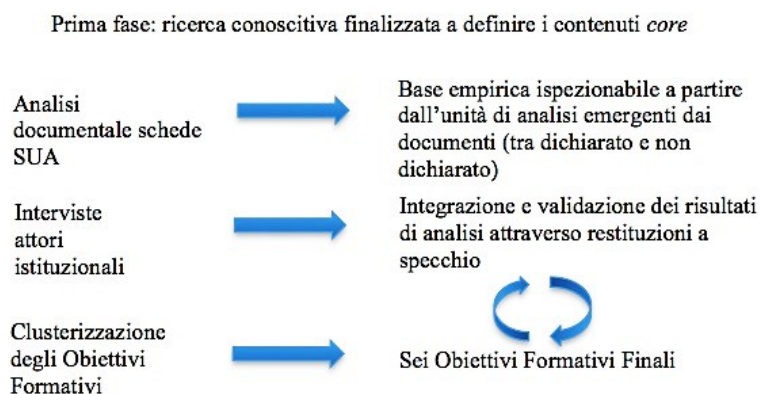 Prima fase: ricerca conoscitiva finalizzata a definire i contenuti core
Analisi
documentale schede
SUA
Base empirica ispezionabile a partire
dall'unità di analisi emergenti dai
documenti (tra dichiarato e non
dichiarato)
Interviste
attori
istituzionali
Integrazione e validazione dei risultati
di analisi attraverso restituzioni a
specchio
Clusterizzazione
degli Obiettivi
Formativi
Sei Obiettivi Formativi Finali